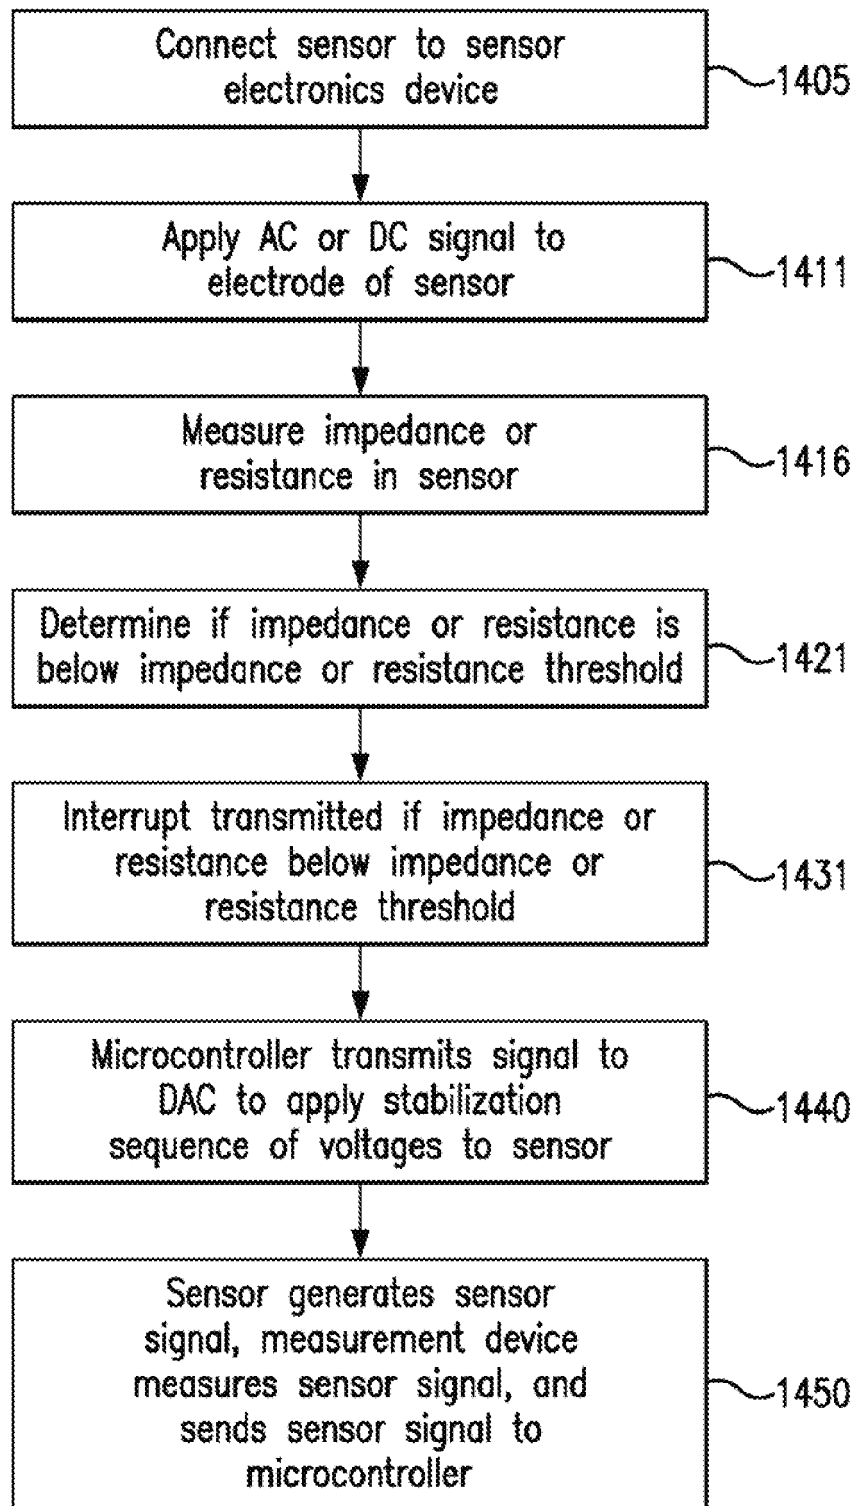 Connect sensor to sensor
electronics device
1405
Apply AC or DC signal to
electrode of sensor
1411
Measure impedance or
resistance in sensor
1416
Determine if impedance or resistance is
below impedance or resistance threshold
1421
Interrupt transmitted if impedance or
resistance below impedance or
resistance threshold
1431
Microcontroller transmits signal to
DAC to apply stabilization
sequence of voltages to sensor
1440
Sensor generates sensor
signal, measurement device
measures sensor signal, and
sends sensor signal to
microcontroller
1450